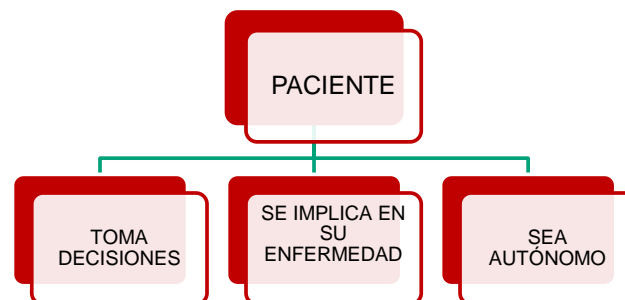 PACIENTE
TOMA
DECISIONES
SE IMPLICA EN
SU
ENFERMEDAD
SEA
AUTÓNOMO